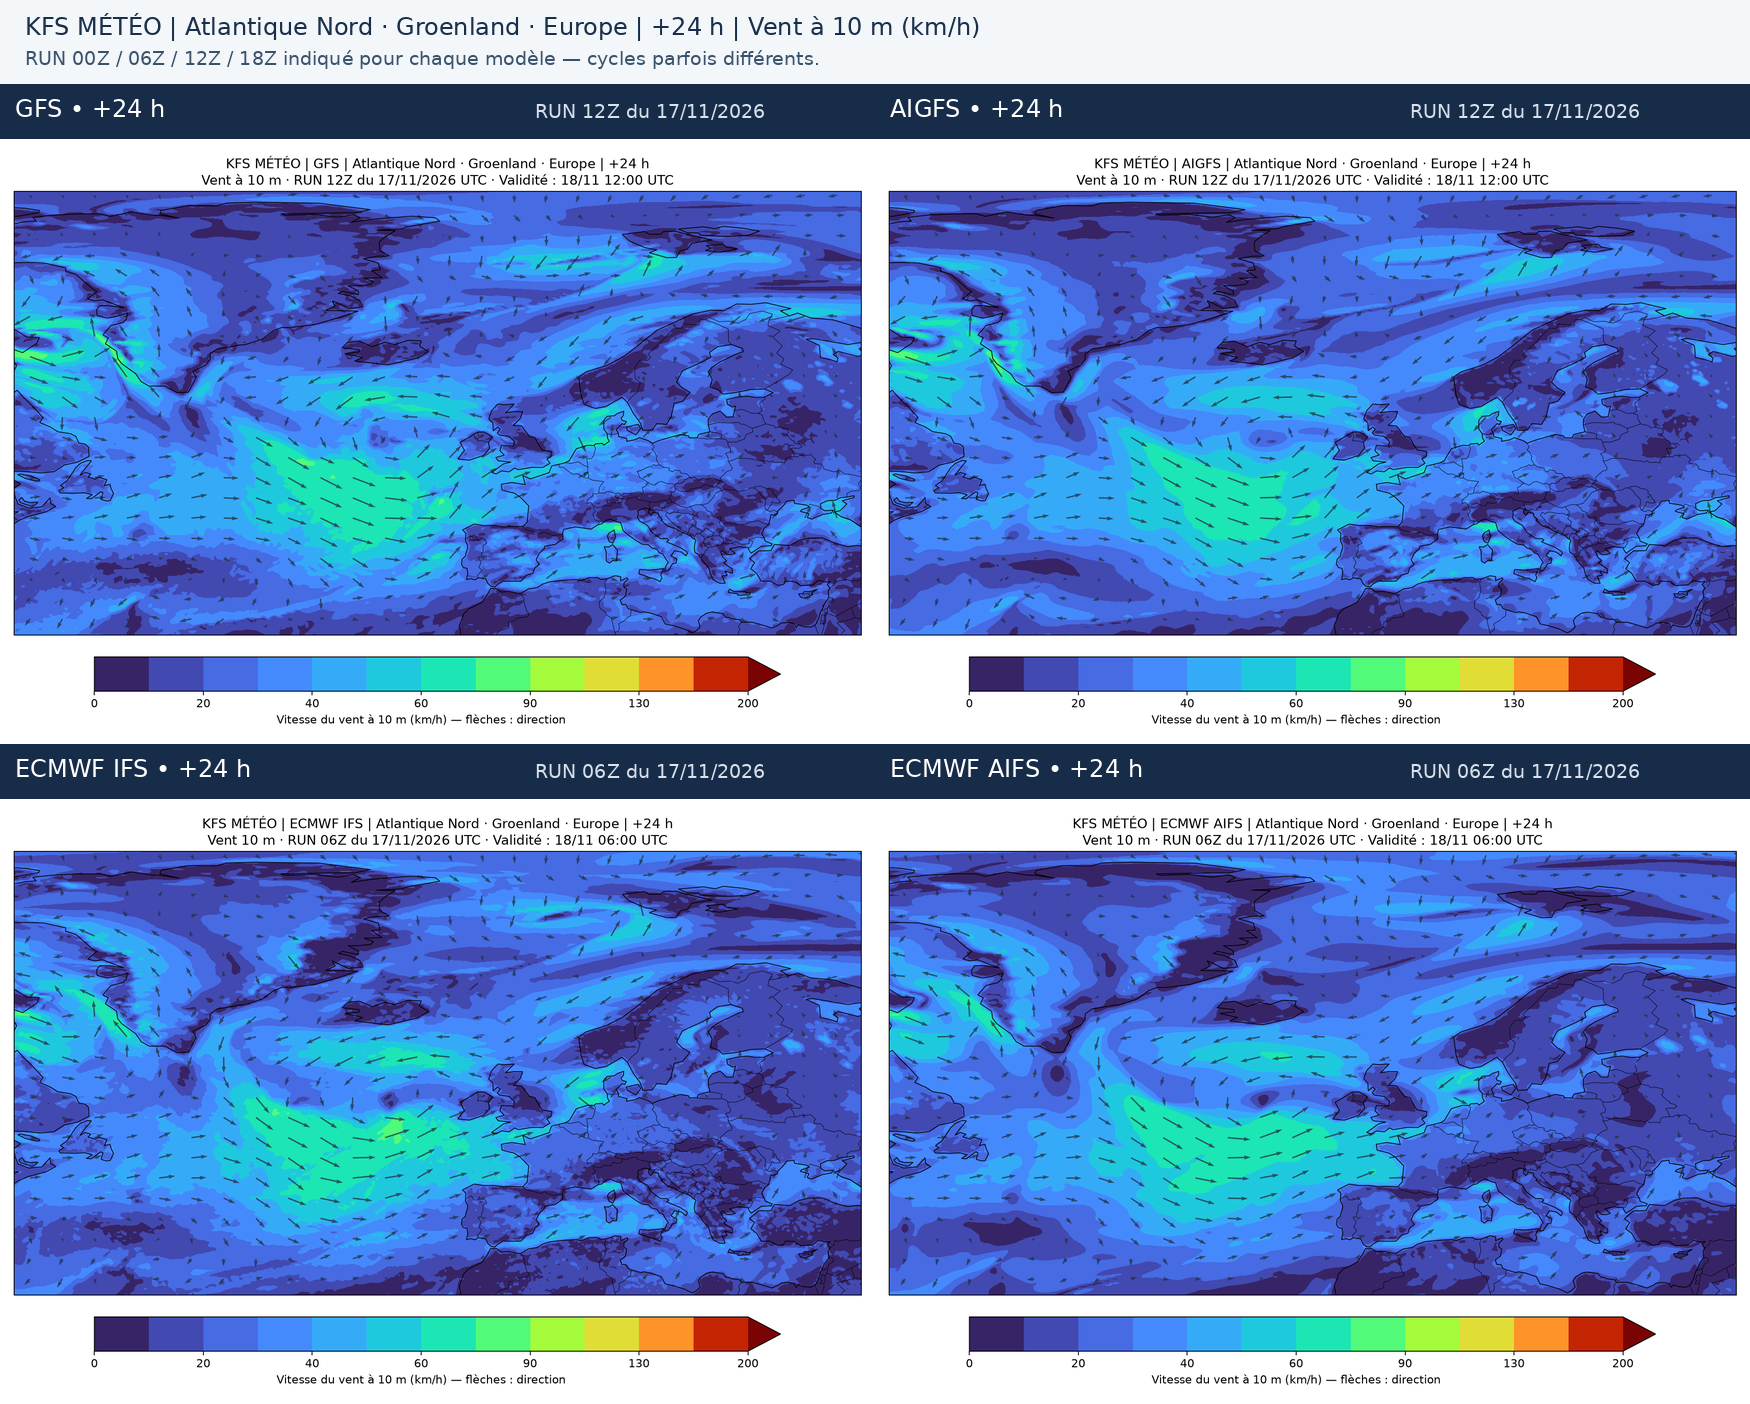 KFS MÉTÉO | Atlantique Nord · Groenland · Europe | +24 h | Vent à 10 m (km/h)
RUN 00Z / 06Z / 12Z / 18Z indiqué pour chaque modèle — cycles parfois différents.
GFS • +24 h
RUN 12Z du 17/11/2026
KFS MÉTÉO | GFS | Atlantique Nord · Groenland · Europe | +24 h
Vent à 10 m · RUN 12Z du 17/11/2026 UTC · Validité : 18/11 12:00 UTC
0 20 40 60 90 130 200
Vitesse du vent à 10 m (km/h) — flèches : direction
AIGFS • +24 h
RUN 12Z du 17/11/2026
KFS MÉTÉO | AIGFS | Atlantique Nord · Groenland · Europe | +24 h
Vent à 10 m · RUN 12Z du 17/11/2026 UTC · Validité : 18/11 12:00 UTC
0 20 40 60 90 130 200
Vitesse du vent à 10 m (km/h) — flèches : direction
ECMWF IFS • +24 h
RUN 06Z du 17/11/2026
KFS MÉTÉO | ECMWF IFS | Atlantique Nord · Groenland · Europe | +24 h
Vent 10 m · RUN 06Z du 17/11/2026 UTC · Validité : 18/11 06:00 UTC
0 20 40 60 90 130 200
Vitesse du vent à 10 m (km/h) — flèches : direction
ECMWF AIFS • +24 h
RUN 06Z du 17/11/2026
KFS MÉTÉO | ECMWF AIFS | Atlantique Nord · Groenland · Europe | +24 h
Vent 10 m · RUN 06Z du 17/11/2026 UTC · Validité : 18/11 06:00 UTC
0 20 40 60 90 130 200
Vitesse du vent à 10 m (km/h) — flèches : direction